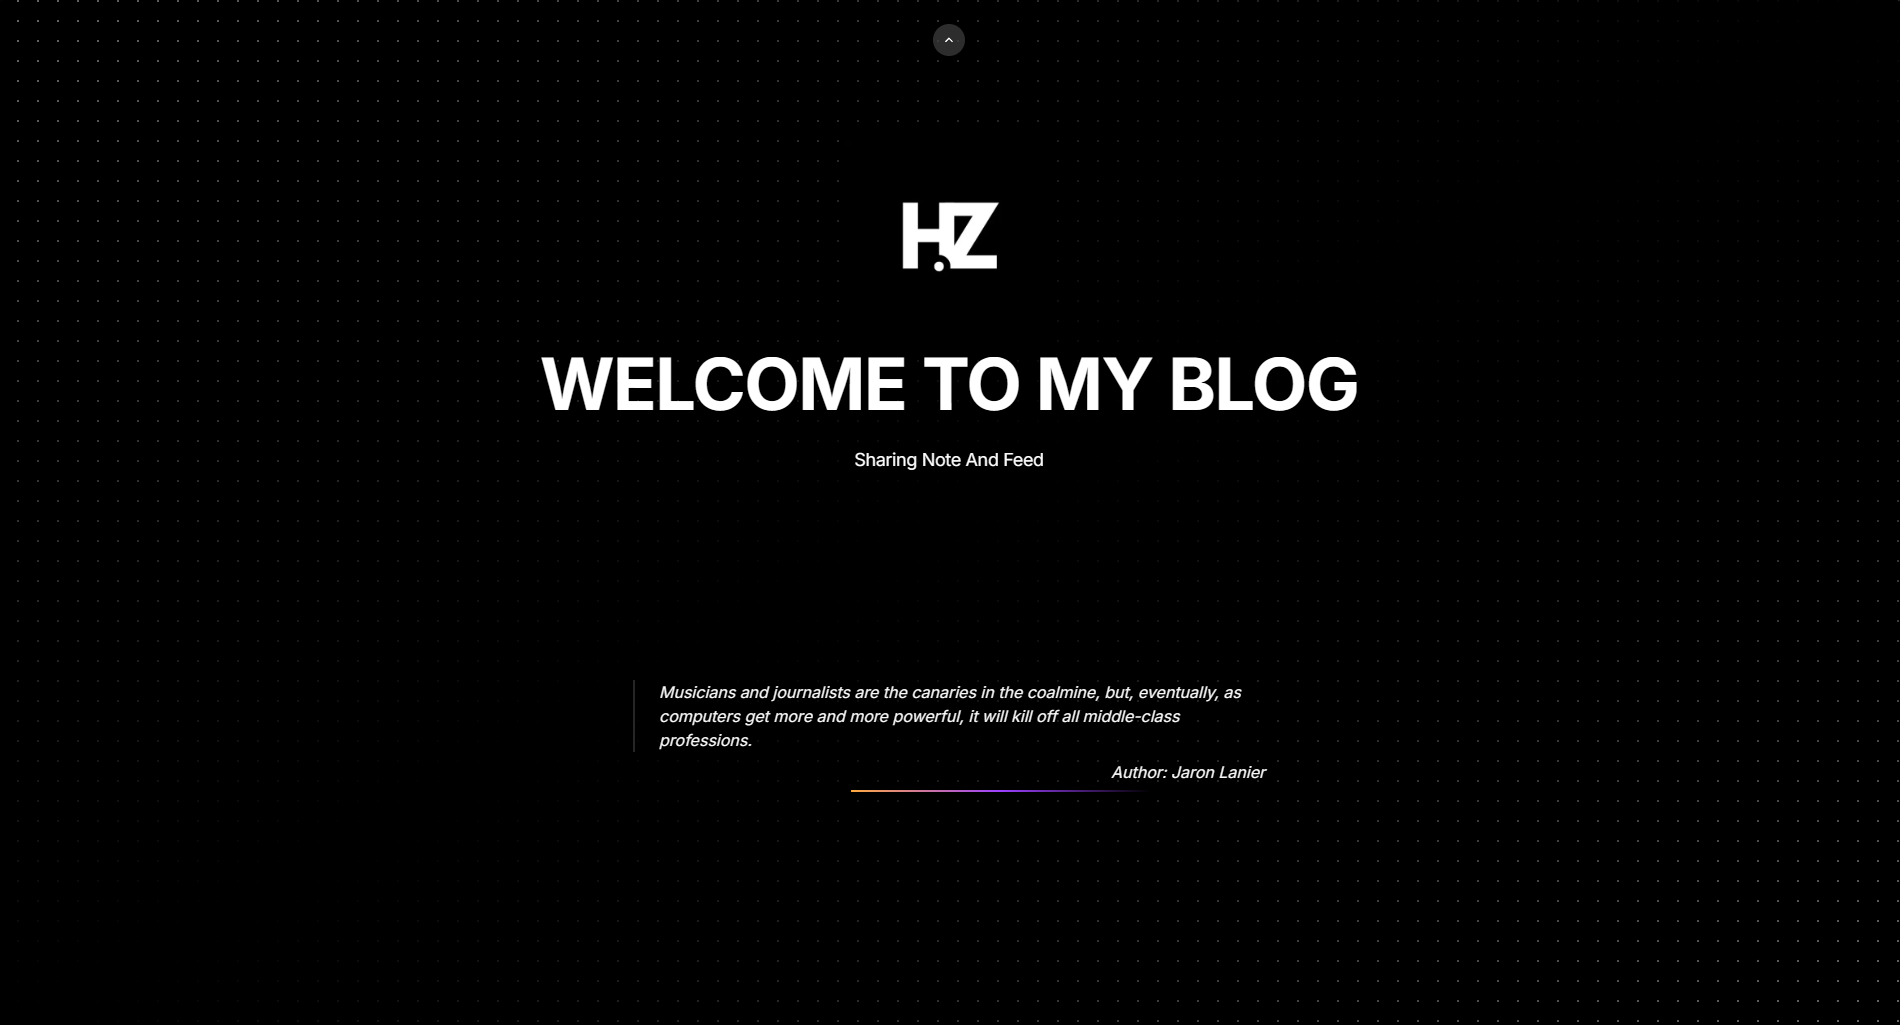 HZ
WELCOME TO MY BLOG
Sharing Note And Feed
Musicians and journalists are the canaries in the coalmine, but, eventually, as
computers get more and more powerful, it will kill off all middle-class
professions.
Author: Jaron Lanier